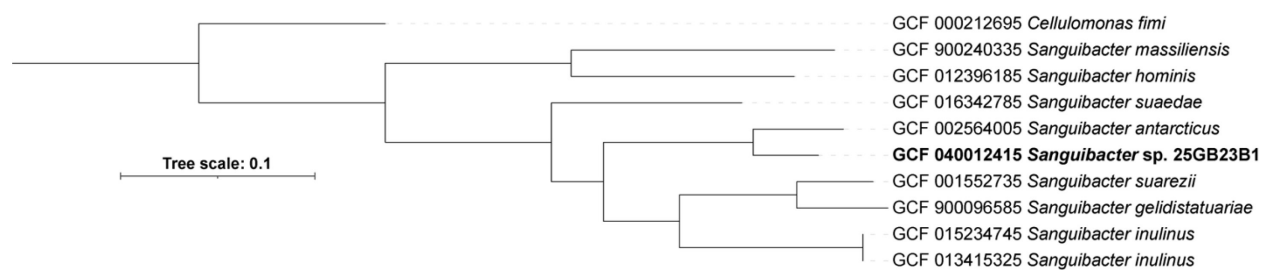 GCF 000212695 Cellulomonas fimi
GCF 900240335 Sanguibacter massiliensis
GCF 012396185 Sanguibacter hominis
GCF 016342785 Sanguibacter suaedae
GCF 002564005 Sanguibacter antarcticus
Tree scale: 0.1
GCF 040012415 Sanguibacter sp. 25GB23B1
GCF 001552735 Sanguibacter suarezii
GCF 900096585 Sanguibacter gelidistatuariae
GCF 015234745 Sanguibacter inulinus
GCF 013415325 Sanguibacter inulinus